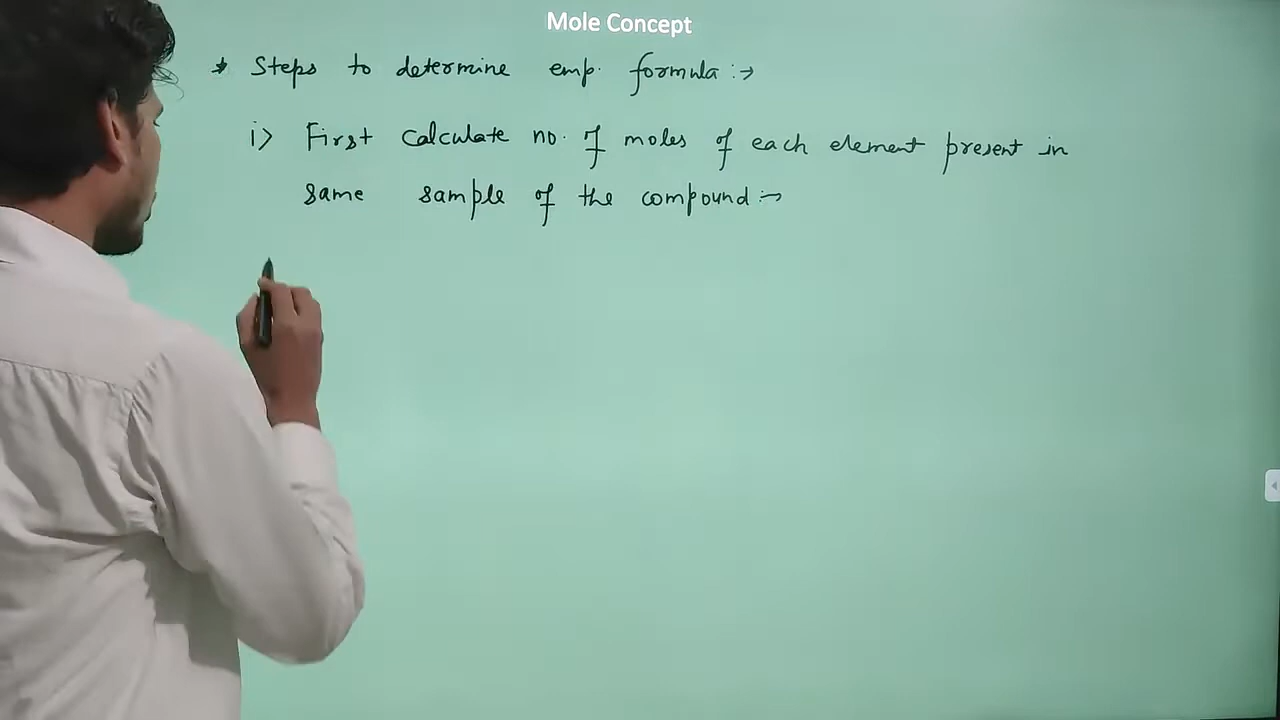 Mole Concept
* Steps to determine emp. formula :→
i> First calculate no. of moles of each element present in
same sample of the compound :→